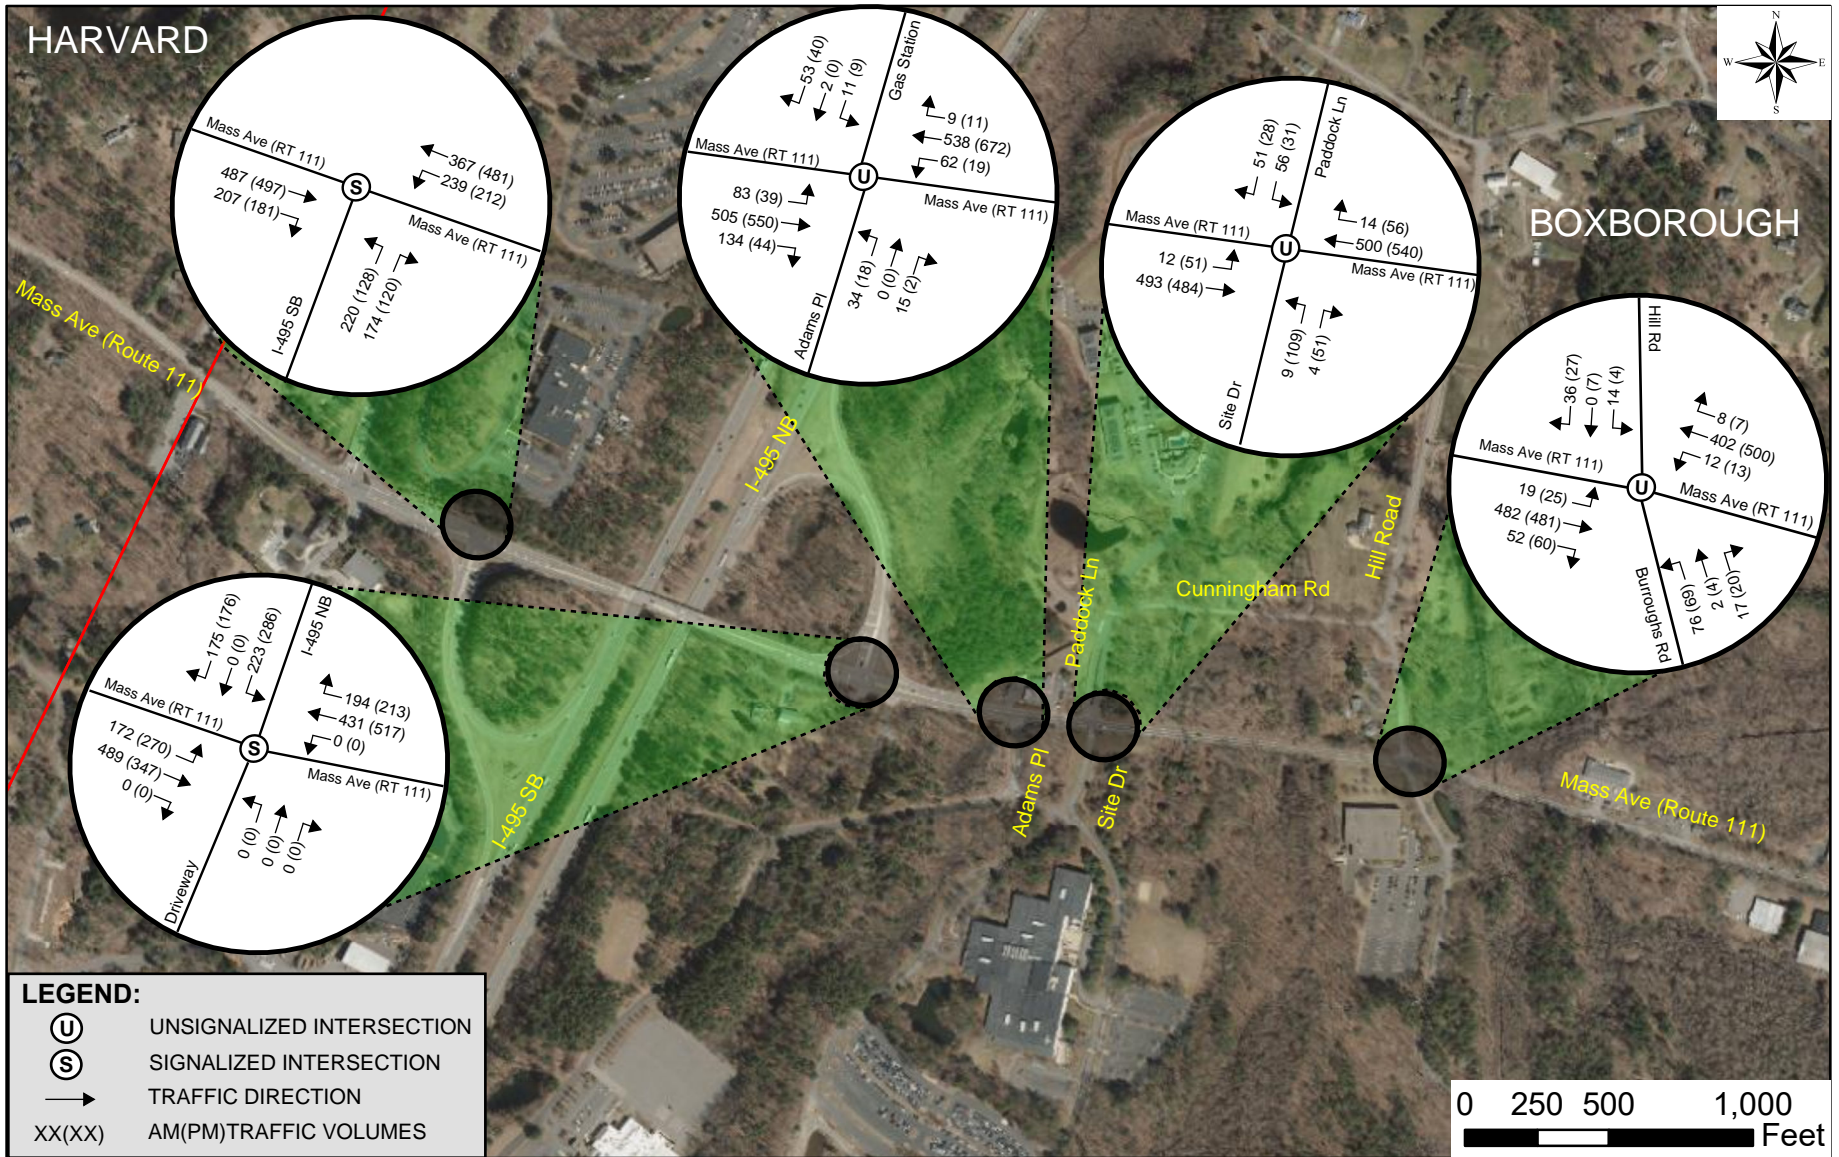 HARVARD
N
W
E
S
BOXBOROUGH
Mass Ave (RT 111)
S
367 (481)
239 (212)
487 (497)
207 (181)
Mass Ave (RT 111)
I-495 SB
220 (128)
174 (120)
53 (40)
2 (0)
11 (9)
Gas Station
9 (11)
538 (672)
62 (19)
Mass Ave (RT 111)
U
83 (39)
505 (550)
134 (44)
Mass Ave (RT 111)
Adams Pl
34 (18)
0 (0)
15 (2)
51 (28)
56 (31)
Paddock Ln
14 (56)
500 (540)
Mass Ave (RT 111)
U
12 (51)
493 (484)
Mass Ave (RT 111)
Site Dr
9 (109)
4 (51)
36 (27)
0 (7)
14 (4)
Hill Rd
8 (7)
402 (500)
12 (13)
Mass Ave (RT 111)
U
19 (25)
482 (481)
52 (60)
Mass Ave (RT 111)
Burroughs Rd
76 (69)
2 (4)
17 (20)
175 (176)
0 (0)
223 (286)
I-495 NB
194 (213)
431 (517)
0 (0)
Mass Ave (RT 111)
S
172 (270)
489 (347)
0 (0)
Mass Ave (RT 111)
Driveway
0 (0)
0 (0)
0 (0)
Mass Ave (Route 111)
I-495 NB
I-495 SB
Paddock Ln
Cunningham Rd
Hill Road
Adams Pl
Site Dr
Mass Ave (Route 111)
LEGEND:
U UNSIGNALIZED INTERSECTION
S SIGNALIZED INTERSECTION
TRAFFIC DIRECTION
XX(XX) AM(PM)TRAFFIC VOLUMES
0 250 500 1,000
Feet